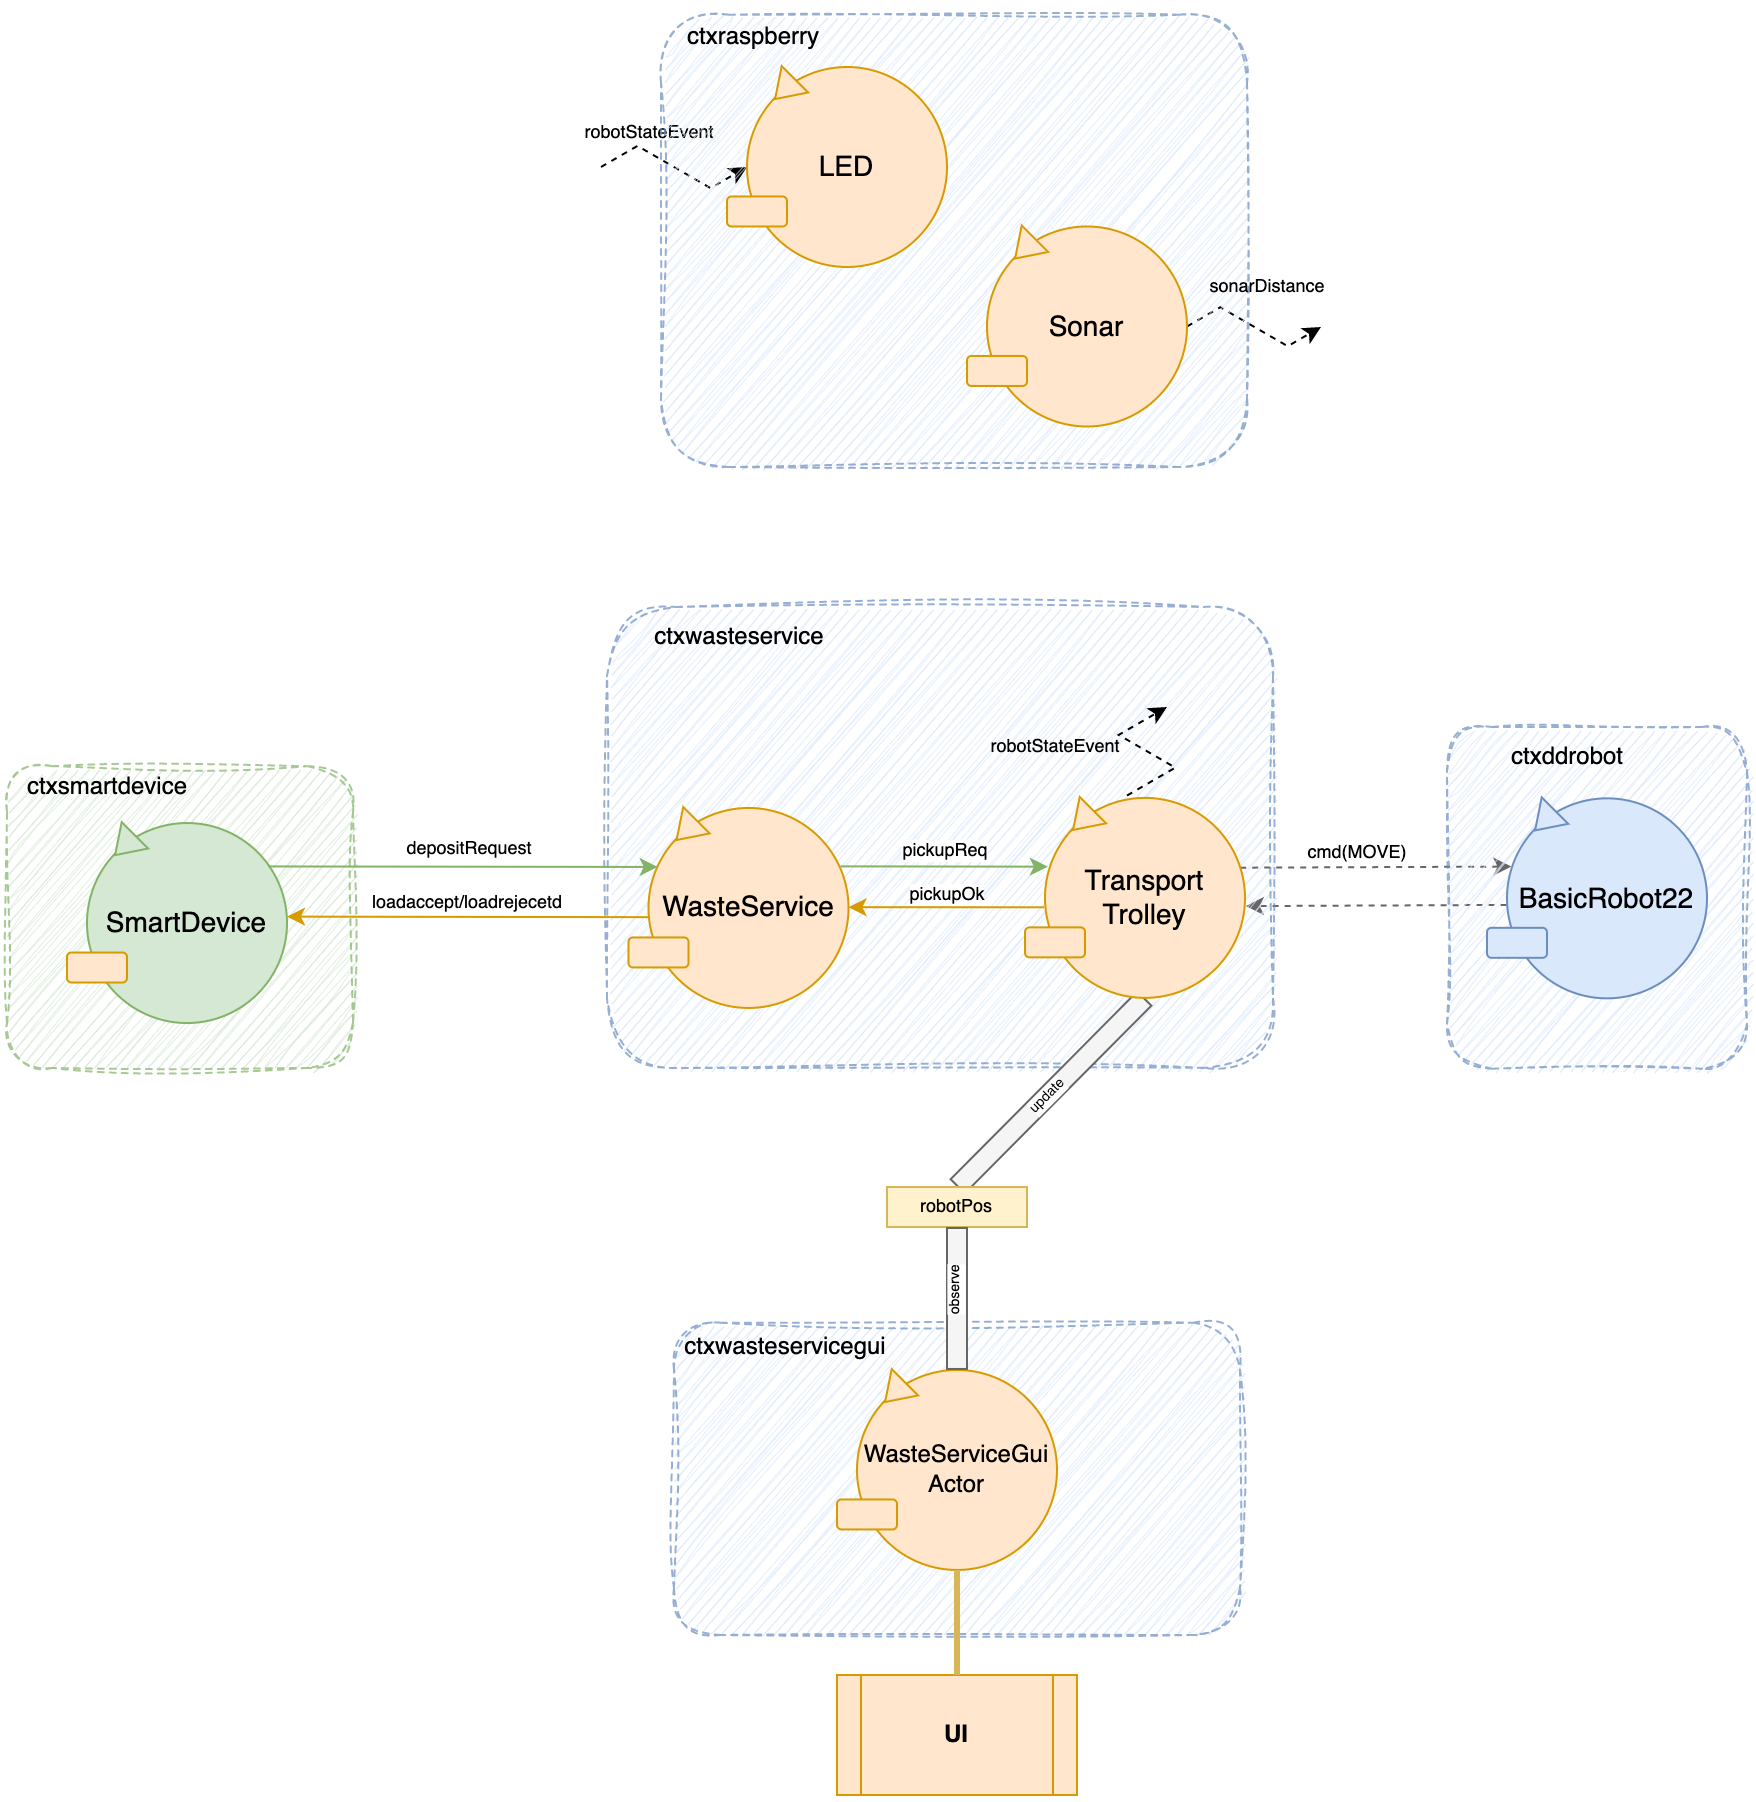 ctxraspberry
robotStateEvent
LED
sonarDistance
Sonar
ctxwasteservice
robotStateEvent
ctxddrobot
ctxsmartdevice
depositRequest
pickupReq
cmd(MOVE)
loadaccept/loadrejecetd
pickupOk
SmartDevice
WasteService
Transport
Trolley
BasicRobot22
update
robotPos
observe
ctxwasteservicegui
WasteServiceGui
Actor
UI